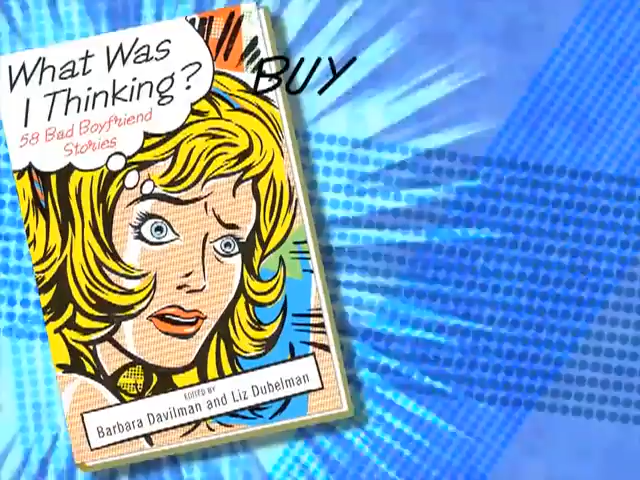 What Was
I Thinking?
58 Bad Boyfriend
Stories
BUY
EDITED BY
Barbara Davilman and Liz Dubelman